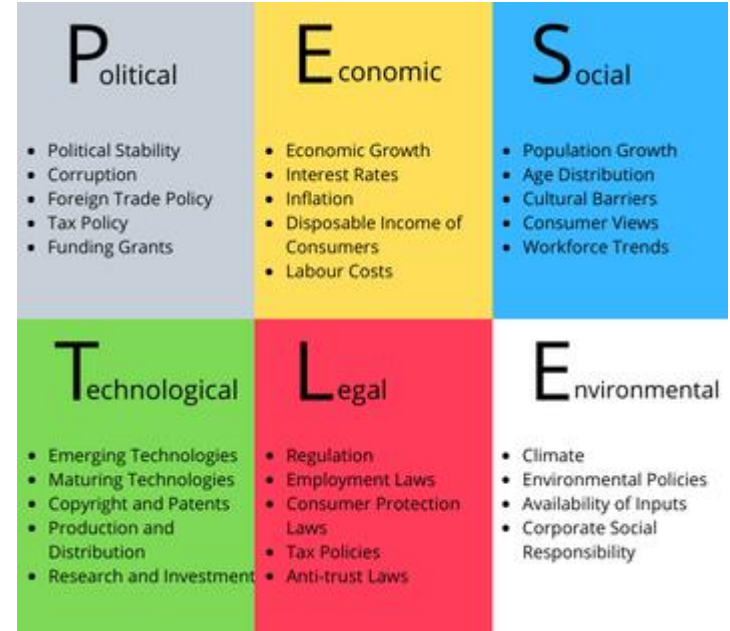 Political
• Political Stability
• Corruption
• Foreign Trade Policy
• Tax Policy
• Funding Grants
Economic
• Economic Growth
• Interest Rates
• Inflation
• Disposable Income of
Consumers
• Labour Costs
Social
• Population Growth
• Age Distribution
• Cultural Barriers
• Consumer Views
• Workforce Trends
Technological
• Emerging Technologies
• Maturing Technologies
• Copyright and Patents
• Production and
Distribution
• Research and Investment
Legal
• Regulation
• Employment Laws
• Consumer Protection
Laws
• Tax Policies
• Anti-trust Laws
Environmental
• Climate
• Environmental Policies
• Availability of Inputs
• Corporate Social
Responsibility